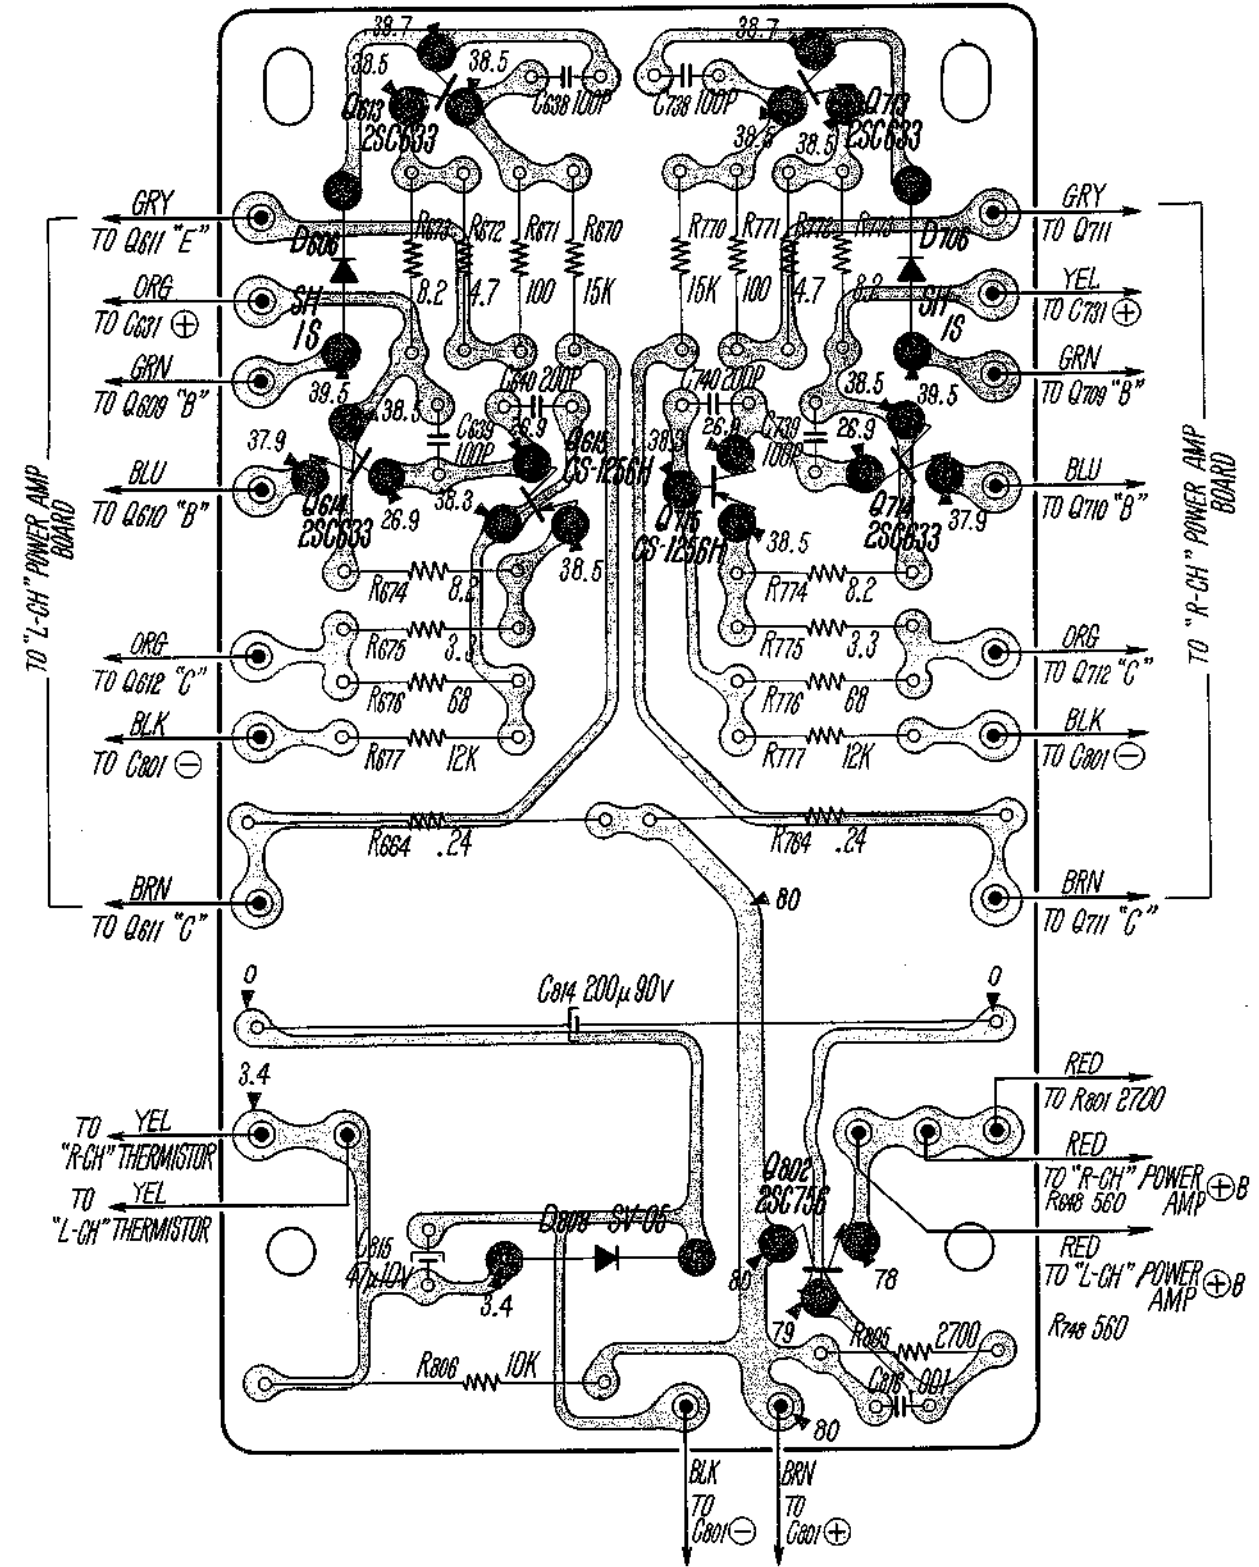 38.7
38.7
38.5
38.5
Q613
2SC633
C638 100P
C738 100P
Q713
2SC633
38.5
38.5
GRY
TO Q611 "E"
GRY
TO Q711
D606
R673
R672
R671
R670
R770
R771
R772
R773
D706
8.2
4.7
100
15K
15K
100
4.7
8.2
ORG
TO C631 ⊕
SH
1S
SH
1S
YEL
TO C731 ⊕
GRN
TO Q609 "B"
GRN
TO Q709 "B"
39.5
38.5
C640 200P
C740 200P
38.5
39.5
37.9
C639
100P
26.9
Q615
CS-1256H
38.3
26.9
C739
100P
26.9
BLU
TO Q610 "B"
BLU
TO Q710 "B"
Q614
2SC633
26.9
38.3
38.5
Q715
CS-1256H
38.5
Q714
2SC633
37.9
TO "L-CH" POWER AMP
BOARD
TO "R-CH" POWER AMP
BOARD
R674 8.2
R774 8.2
R675 3.3
R775 3.3
ORG
TO Q612 "C"
ORG
TO Q712 "C"
R676 68
R776 68
BLK
TO C801 ⊖
BLK
TO C801 ⊖
R677 12K
R777 12K
R664 .24
R764 .24
BRN
TO Q611 "C"
BRN
TO Q711 "C"
80
0
0
C814 200μ 90V
3.4
RED
TO R801 2700
TO YEL
"R-CH" THERMISTOR
RED
TO "R-CH" POWER
AMP ⊕B
R648 560
TO YEL
"L-CH" THERMISTOR
Q802
2SC756
D808 SV-05
RED
TO "L-CH" POWER
AMP ⊕B
R748 560
C815
47μ10V
3.4
80
78
79
R805 2700
R806 10K
C816 .001
80
BLK
TO
C801 ⊖
BRN
TO
C801 ⊕